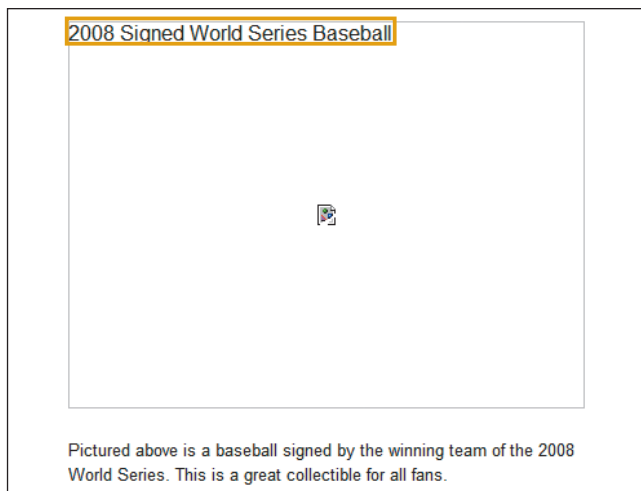 2008 Signed World Series Baseball
Pictured above is a baseball signed by the winning team of the 2008
World Series. This is a great collectible for all fans.